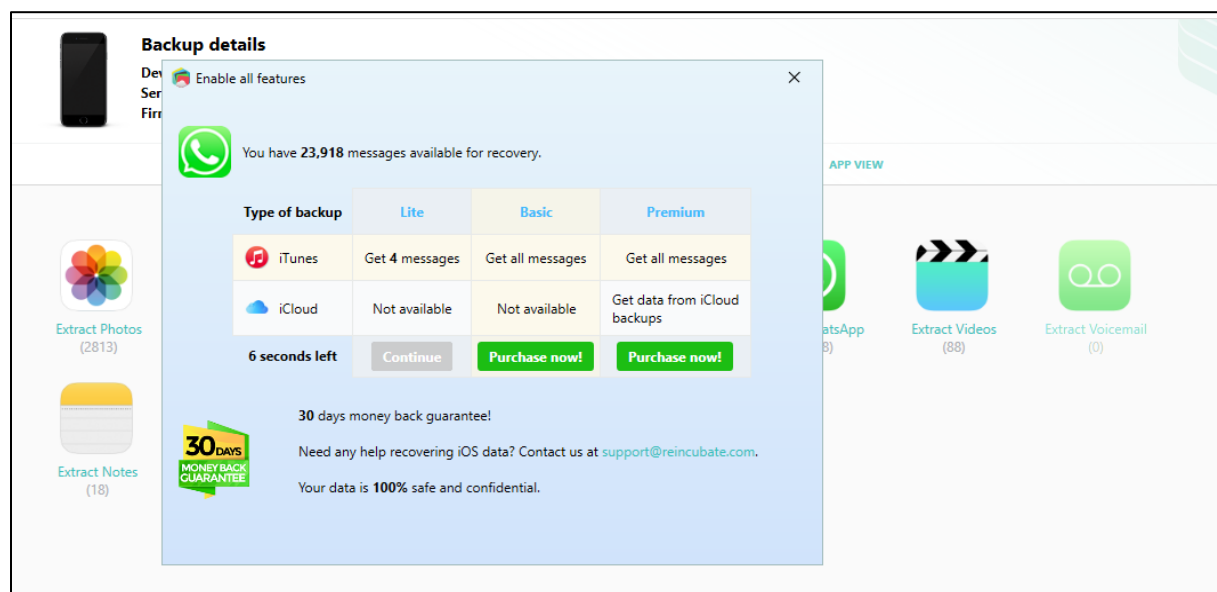 Backup details
Dev
Ser
Firr
Enable all features
You have 23,918 messages available for recovery.
APP VIEW
Type of backup Lite Basic Premium
iTunes Get 4 messages Get all messages Get all messages
iCloud Not available Not available Get data from iCloud
backups
6 seconds left Continue Purchase now! Purchase now!
30 days money back guarantee!
Need any help recovering iOS data? Contact us at support@reincubate.com.
Your data is 100% safe and confidential.
30 DAYS
MONEY BACK
GUARANTEE
Extract Photos
(2813)
atsApp
8)
Extract Videos
(88)
Extract Voicemail
(0)
Extract Notes
(18)